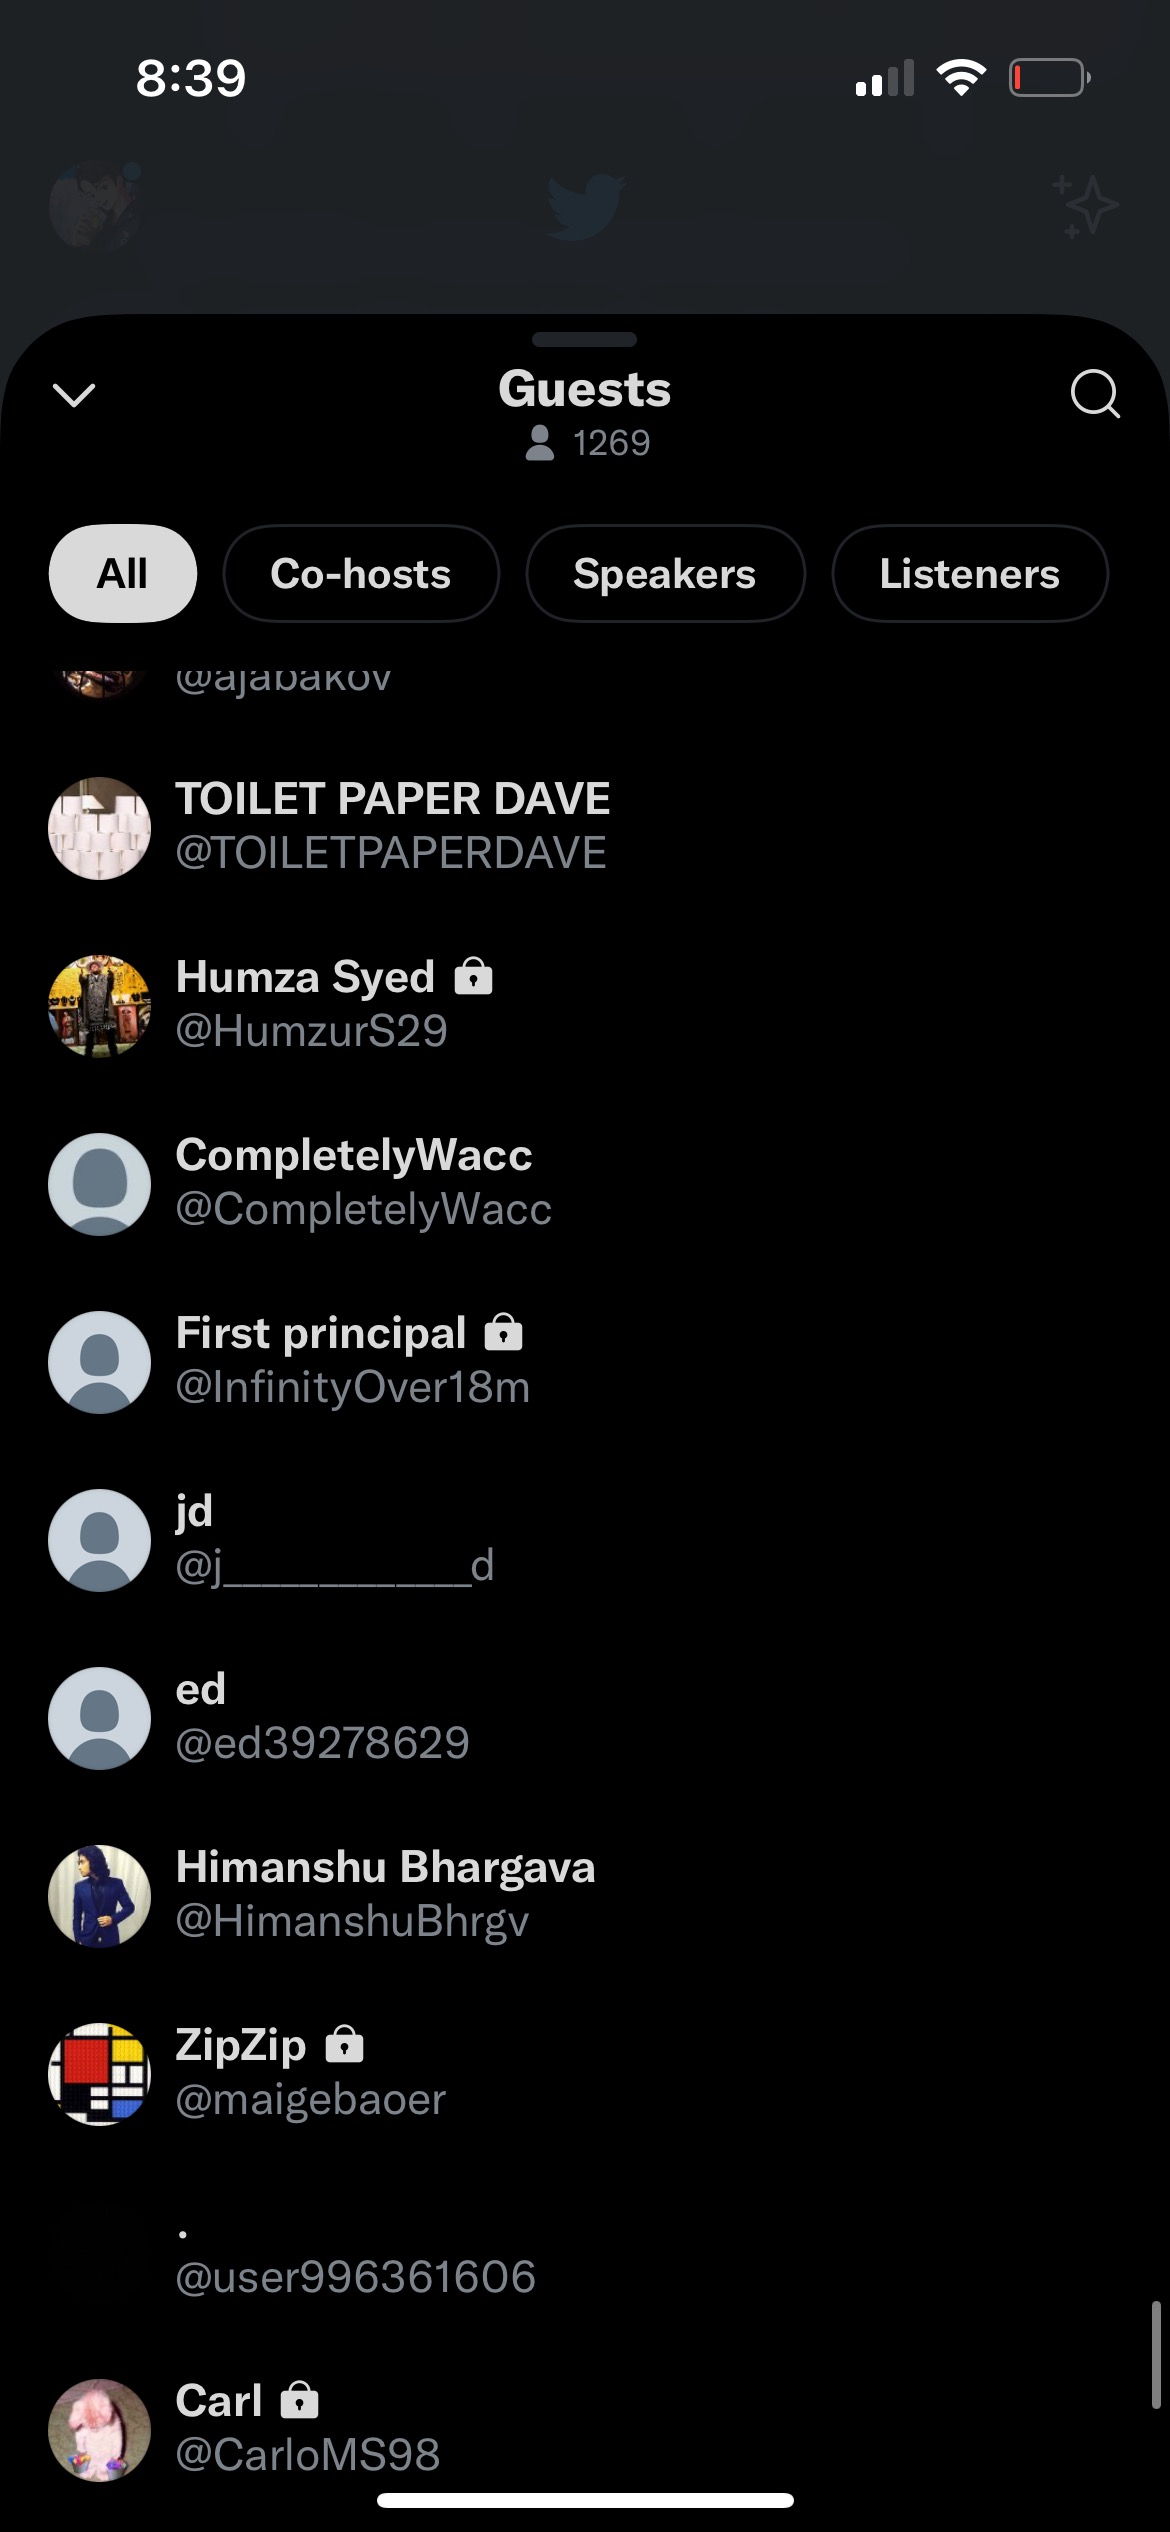 8:39
Guests
1269
All
Co-hosts
Speakers
Listeners
@ajabakov
TOILET PAPER DAVE
@TOILETPAPERDAVE
Humza Syed
@HumzurS29
CompletelyWacc
@CompletelyWacc
First principal
@InfinityOver18m
jd
@j_____________d
ed
@ed39278629
Himanshu Bhargava
@HimanshuBhrgv
ZipZip
@maigebaoer
.
@user996361606
Carl
@CarloMS98